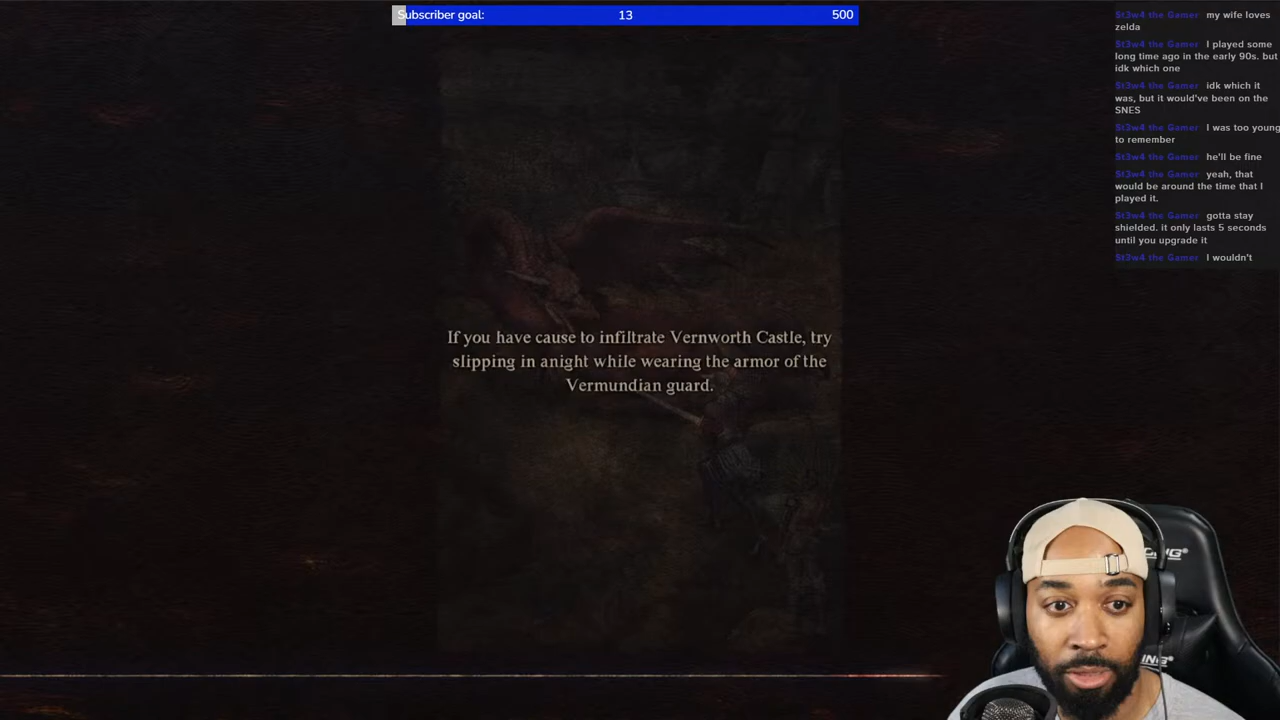 Subscriber goal: 13 500
St3w4 the Gamer my wife loves
zelda
St3w4 the Gamer I played some
long time ago in the early 90s. but
idk which one
St3w4 the Gamer idk which it
was, but it would've been on the
SNES
St3w4 the Gamer I was too young
to remember
St3w4 the Gamer he'll be fine
St3w4 the Gamer yeah, that
would be around the time that I
played it.
St3w4 the Gamer gotta stay
shielded. it only lasts 5 seconds
until you upgrade it
St3w4 the Gamer I wouldn't
If you have cause to infiltrate Vernworth Castle, try
slipping in anight while wearing the armor of the
Vermundian guard.